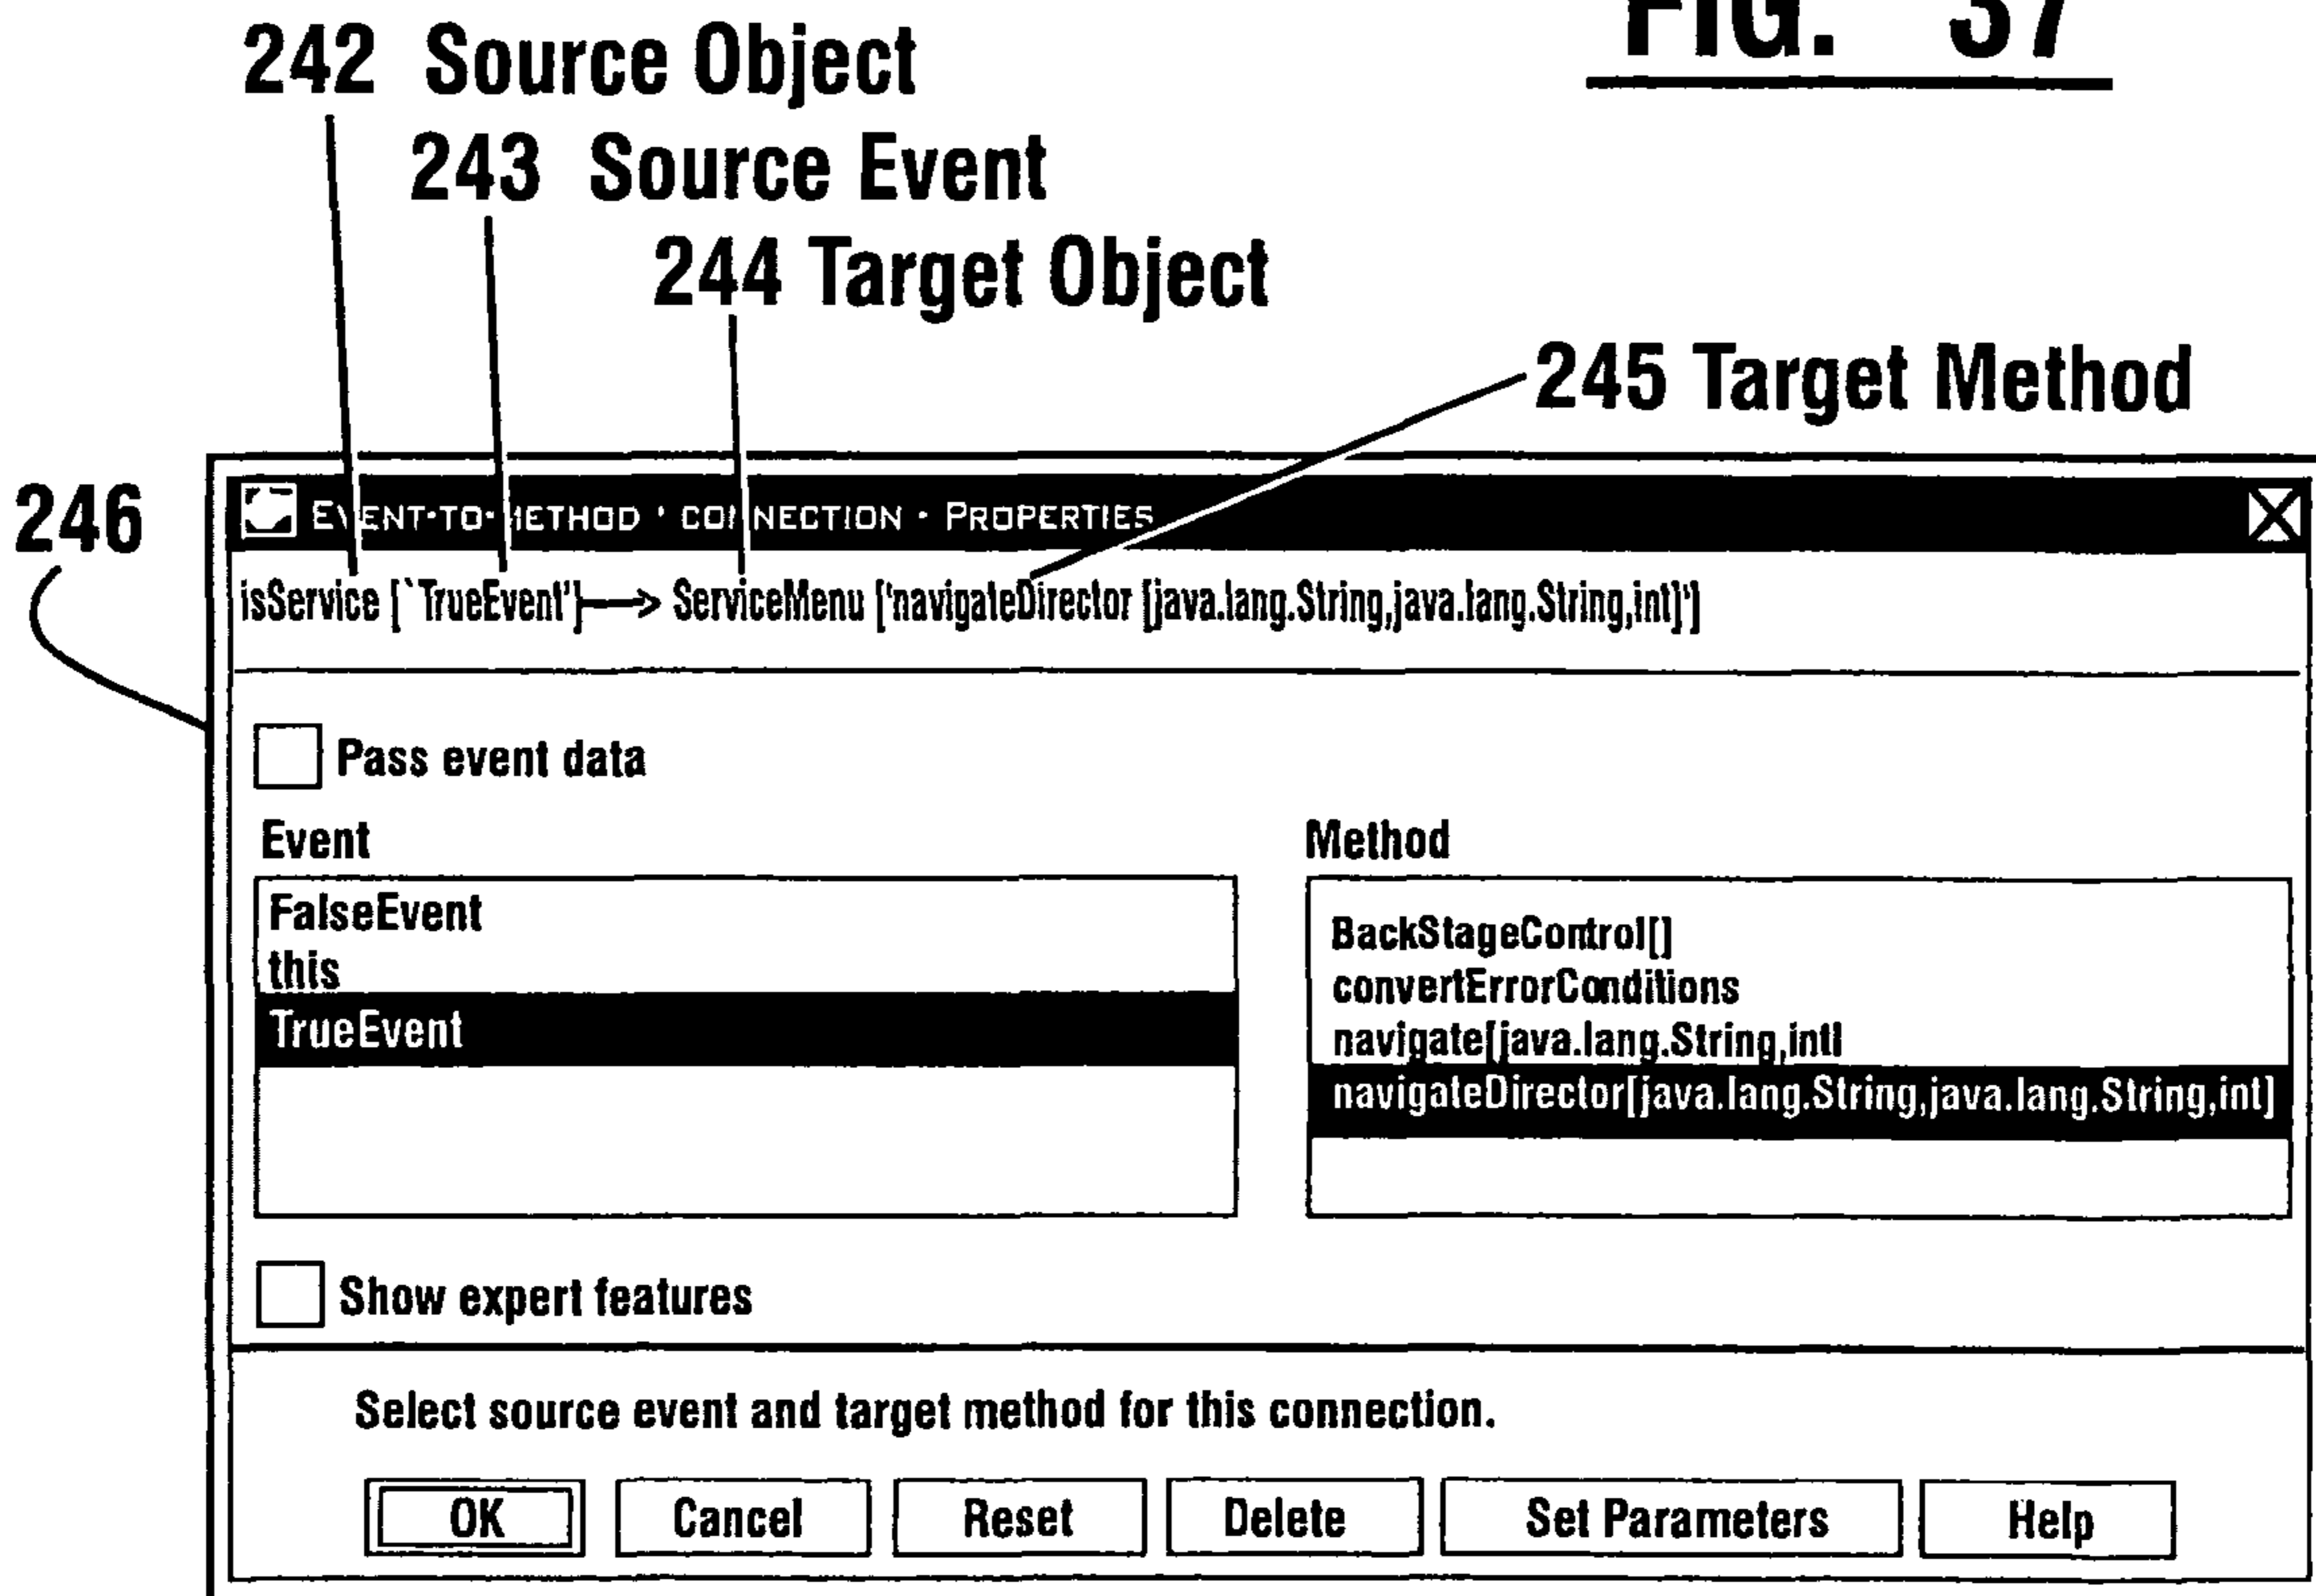 FIG. 37
242 Source Object
243 Source Event
244 Target Object
245 Target Method
246
EVENT-TO-METHOD · CONNECTION - PROPERTIES
isService [`TrueEvent'}—> ServiceMenu ['navigateDirector [java.lang.String,java.lang.String,int]']
Pass event data
Event
Method
FalseEvent
this
TrueEvent
BackStageControl[]
convertErrorConditions
navigate[java.lang.String,int]
navigateDirector[java.lang.String,java.lang.String,int]
Show expert features
Select source event and target method for this connection.
OK Cancel Reset Delete Set Parameters Help